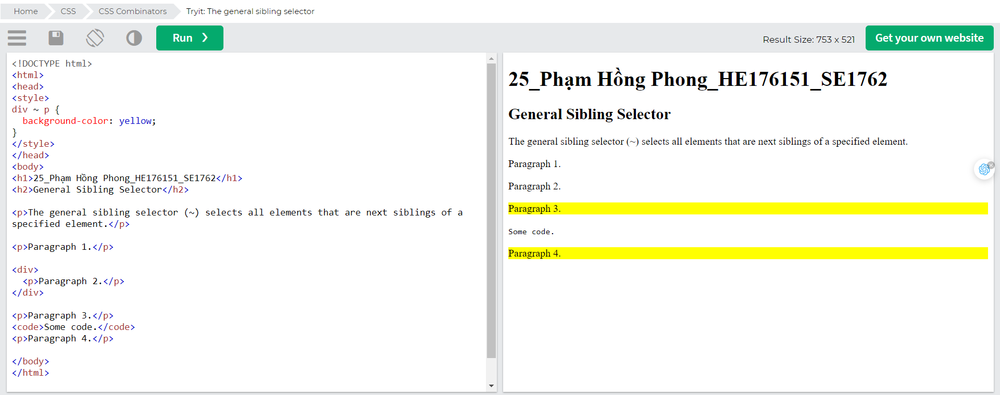 Home CSS CSS Combinators Tryit: The general sibling selector
Run ❯ Result Size: 753 x 521 Get your own website
<!DOCTYPE html>
<html>
<head>
<style>
div ~ p {
  background-color: yellow;
}
</style>
</head>
<body>
<h1>25_Phạm Hồng Phong_HE176151_SE1762</h1>
<h2>General Sibling Selector</h2>
<p>The general sibling selector (~) selects all elements that are next siblings of a
specified element.</p>
<p>Paragraph 1.</p>
<div>
  <p>Paragraph 2.</p>
</div>
<p>Paragraph 3.</p>
<code>Some code.</code>
<p>Paragraph 4.</p>
</body>
</html>
25_Phạm Hồng Phong_HE176151_SE1762
General Sibling Selector
The general sibling selector (~) selects all elements that are next siblings of a specified element.
Paragraph 1.
Paragraph 2.
Paragraph 3.
Some code.
Paragraph 4.